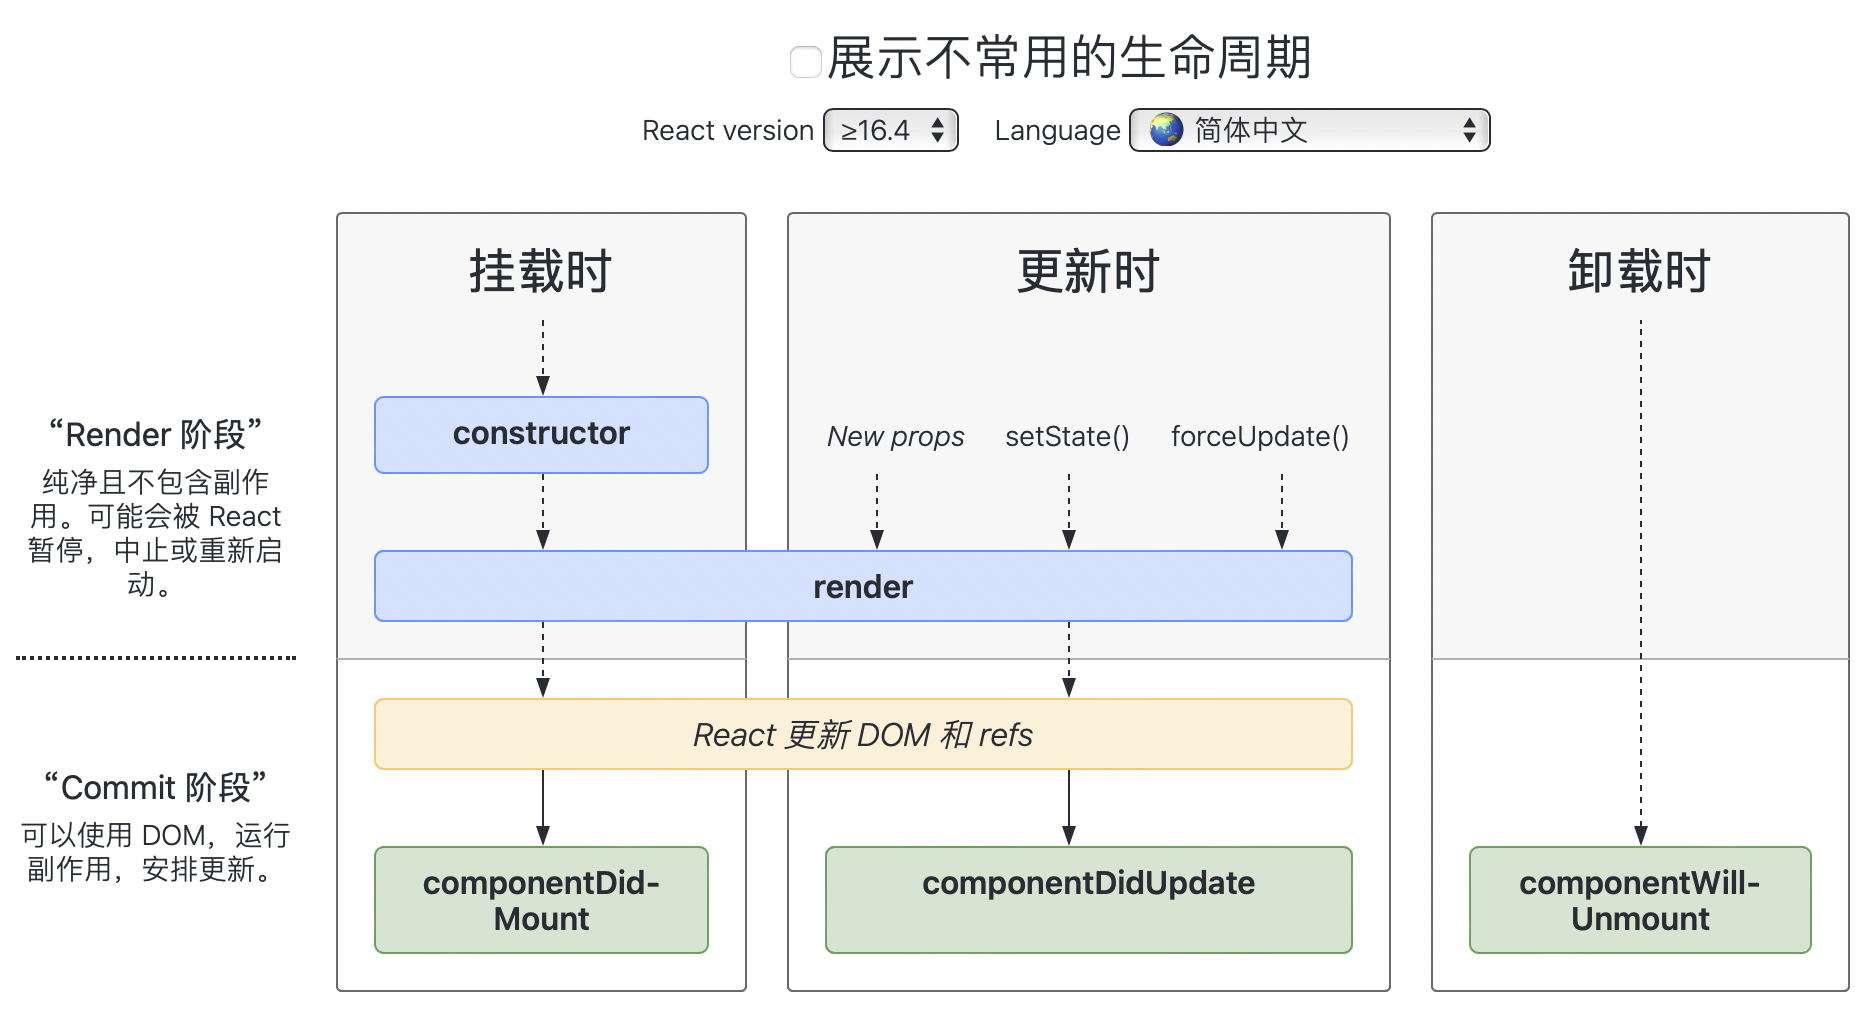 展示不常用的生命周期
React version ≥16.4 Language 简体中文
挂载时
更新时
卸载时
“Render 阶段”
纯净且不包含副作
用。可能会被 React
暂停，中止或重新启
动。
constructor
New props setState() forceUpdate()
render
React 更新 DOM 和 refs
“Commit 阶段”
可以使用 DOM，运行
副作用，安排更新。
componentDid-
Mount
componentDidUpdate
componentWill-
Unmount